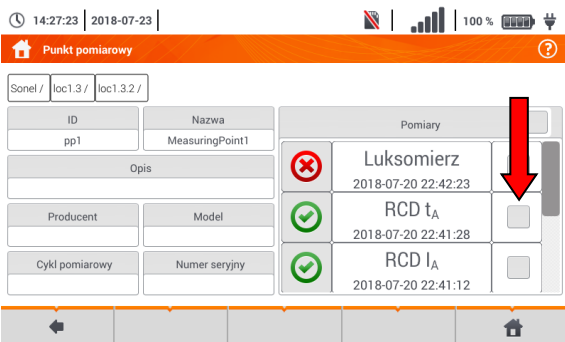 14:27:23 2018-07-23 100 %
Punkt pomiarowy ?
Sonel / loc1.3 / loc1.3.2 /
ID Nazwa Pomiary
pp1 MeasuringPoint1
Opis
Luksomierz
2018-07-20 22:42:23
Producent Model
RCD tA
2018-07-20 22:41:28
Cykl pomiarowy Numer seryjny
RCD IA
2018-07-20 22:41:12